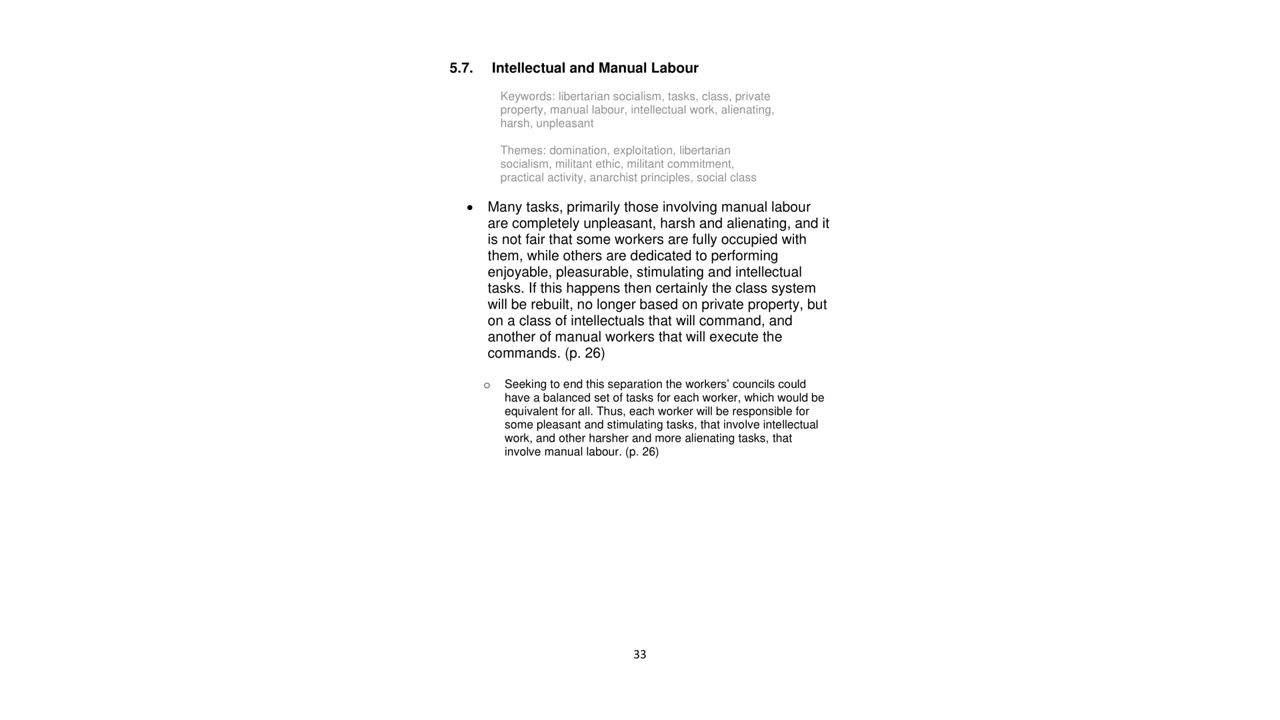 5.7. Intellectual and Manual Labour
Keywords: libertarian socialism, tasks, class, private
property, manual labour, intellectual work, alienating,
harsh, unpleasant
Themes: domination, exploitation, libertarian
socialism, militant ethic, militant commitment,
practical activity, anarchist principles, social class
• Many tasks, primarily those involving manual labour
are completely unpleasant, harsh and alienating, and it
is not fair that some workers are fully occupied with
them, while others are dedicated to performing
enjoyable, pleasurable, stimulating and intellectual
tasks. If this happens then certainly the class system
will be rebuilt, no longer based on private property, but
on a class of intellectuals that will command, and
another of manual workers that will execute the
commands. (p. 26)
o Seeking to end this separation the workers’ councils could
have a balanced set of tasks for each worker, which would be
equivalent for all. Thus, each worker will be responsible for
some pleasant and stimulating tasks, that involve intellectual
work, and other harsher and more alienating tasks, that
involve manual labour. (p. 26)
33